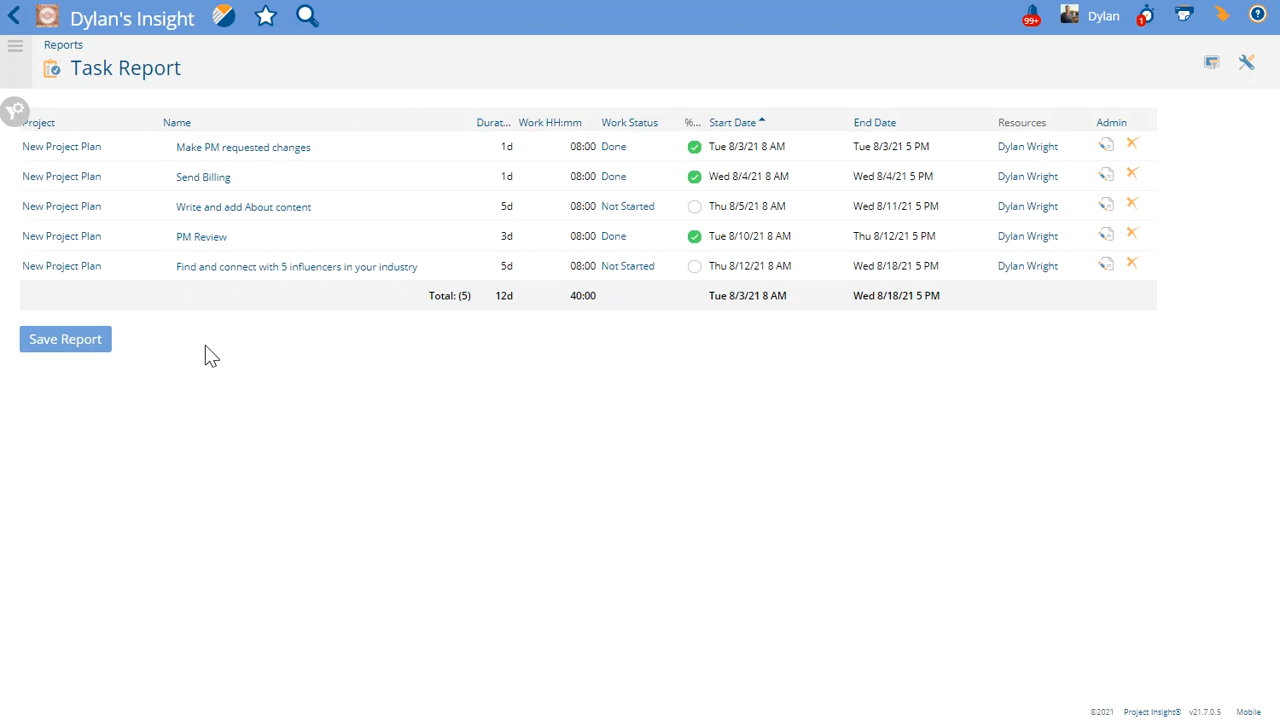 Dylan's Insight 99+ Dylan 1
Reports
Task Report
Project Name Durat... Work HH:mm Work Status %... Start Date End Date Resources Admin
New Project Plan Make PM requested changes 1d 08:00 Done Tue 8/3/21 8 AM Tue 8/3/21 5 PM Dylan Wright
New Project Plan Send Billing 1d 08:00 Done Wed 8/4/21 8 AM Wed 8/4/21 5 PM Dylan Wright
New Project Plan Write and add About content 5d 08:00 Not Started Thu 8/5/21 8 AM Wed 8/11/21 5 PM Dylan Wright
New Project Plan PM Review 3d 08:00 Done Tue 8/10/21 8 AM Thu 8/12/21 5 PM Dylan Wright
New Project Plan Find and connect with 5 influencers in your industry 5d 08:00 Not Started Thu 8/12/21 8 AM Wed 8/18/21 5 PM Dylan Wright
Total: (5) 12d 40:00 Tue 8/3/21 8 AM Wed 8/18/21 5 PM
Save Report
©2021 Project Insight® v21.7.0.5 Mobile